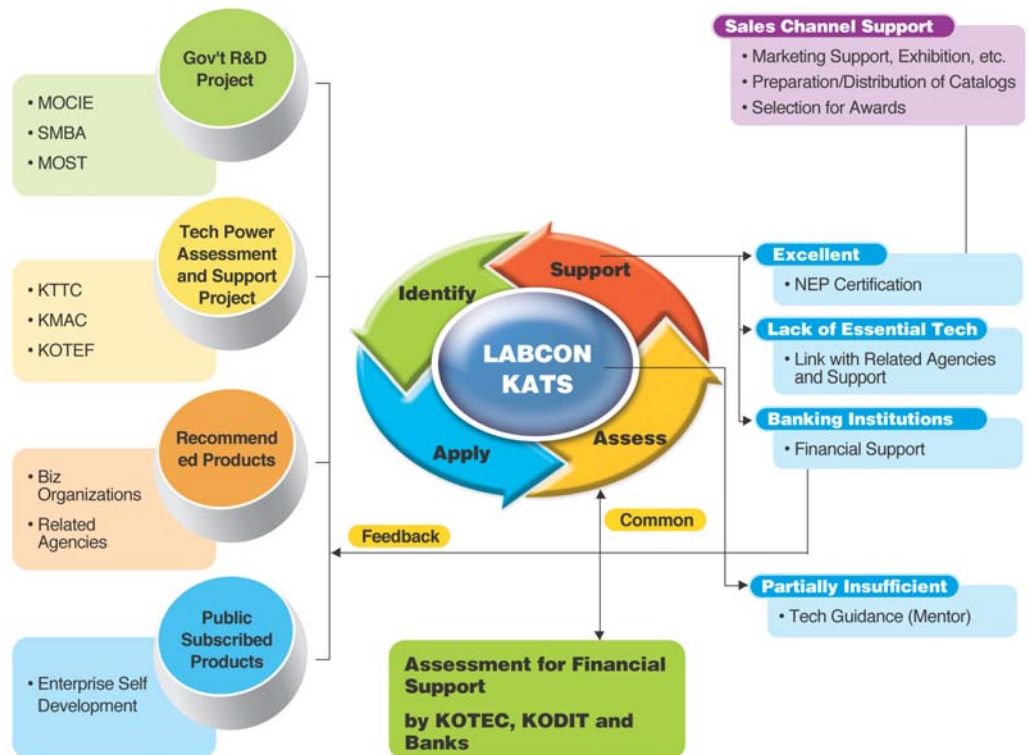 Gov't R&D
Project
• MOCIE
• SMBA
• MOST
Tech Power
Assessment
and Support
Project
• KTTC
• KMAC
• KOTEF
Recommend
ed Products
• Biz
Organizations
• Related
Agencies
Public
Subscribed
Products
• Enterprise Self
Development
Identify
Support
LABCON
KATS
Apply
Assess
Feedback
Common
Assessment for Financial
Support
by KOTEC, KODIT and
Banks
Sales Channel Support
• Marketing Support, Exhibition, etc.
• Preparation/Distribution of Catalogs
• Selection for Awards
Excellent
• NEP Certification
Lack of Essential Tech
• Link with Related Agencies
and Support
Banking Institutions
• Financial Support
Partially Insufficient
• Tech Guidance (Mentor)